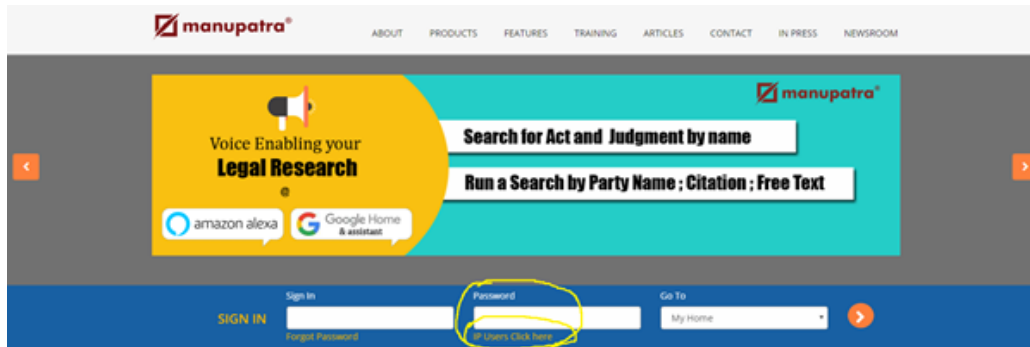 manupatra®
ABOUT PRODUCTS FEATURES TRAINING ARTICLES CONTACT IN PRESS NEWSROOM
manupatra®
Voice Enabling your
Legal Research
@
amazon alexa
Google Home
& assistant
Search for Act and Judgment by name
Run a Search by Party Name ; Citation ; Free Text
SIGN IN
Sign In
Forgot Password
Password
IP Users Click here
Go To
My Home